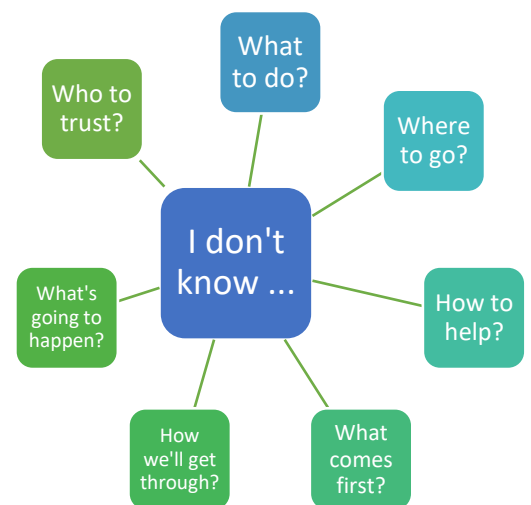 I don't
know ...
What
to do?
Where
to go?
How to
help?
What
comes
first?
How
we'll get
through?
What's
going to
happen?
Who to
trust?